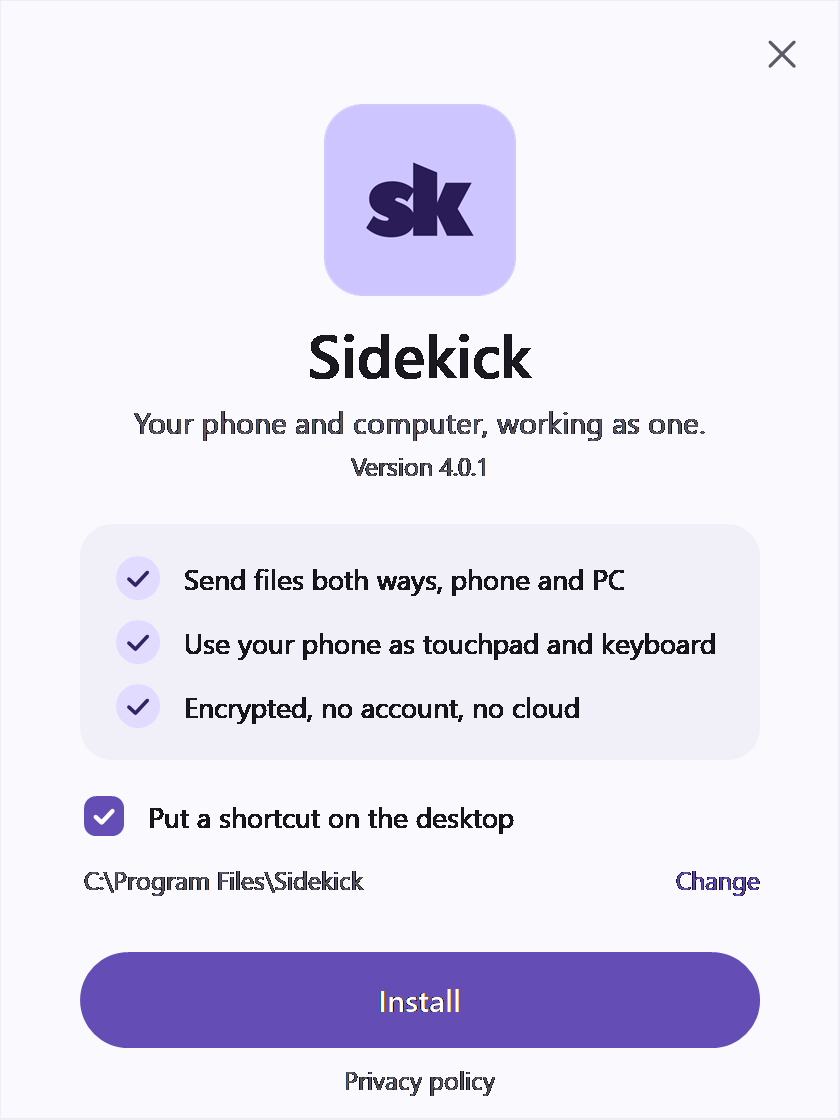 sk
Sidekick
Your phone and computer, working as one.
Version 4.0.1
Send files both ways, phone and PC
Use your phone as touchpad and keyboard
Encrypted, no account, no cloud
Put a shortcut on the desktop
C:\Program Files\Sidekick
Change
Install
Privacy policy